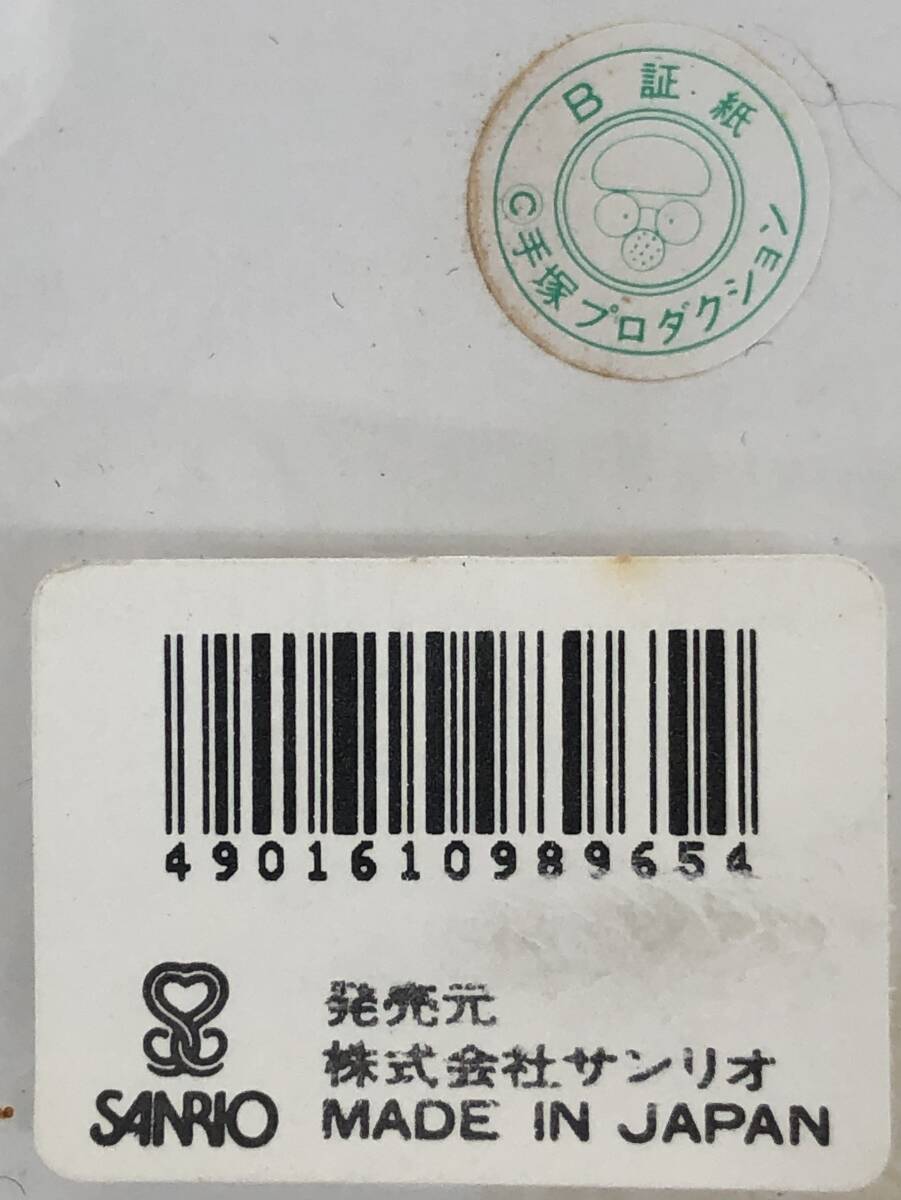 B証紙
©手塚プロダクション
4901610989654
SANRIO
発売元
株式会社サンリオ
MADE IN JAPAN